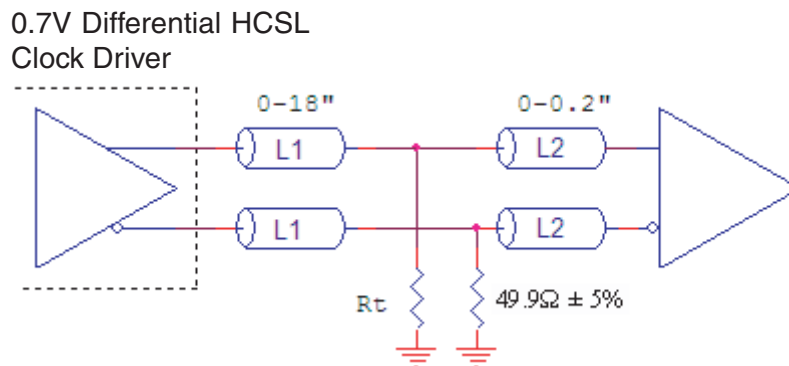 0.7V Differential HCSL
Clock Driver
0-18" 0-0.2"
L1 L2
L1 L2
Rt 49.9Ω ± 5%